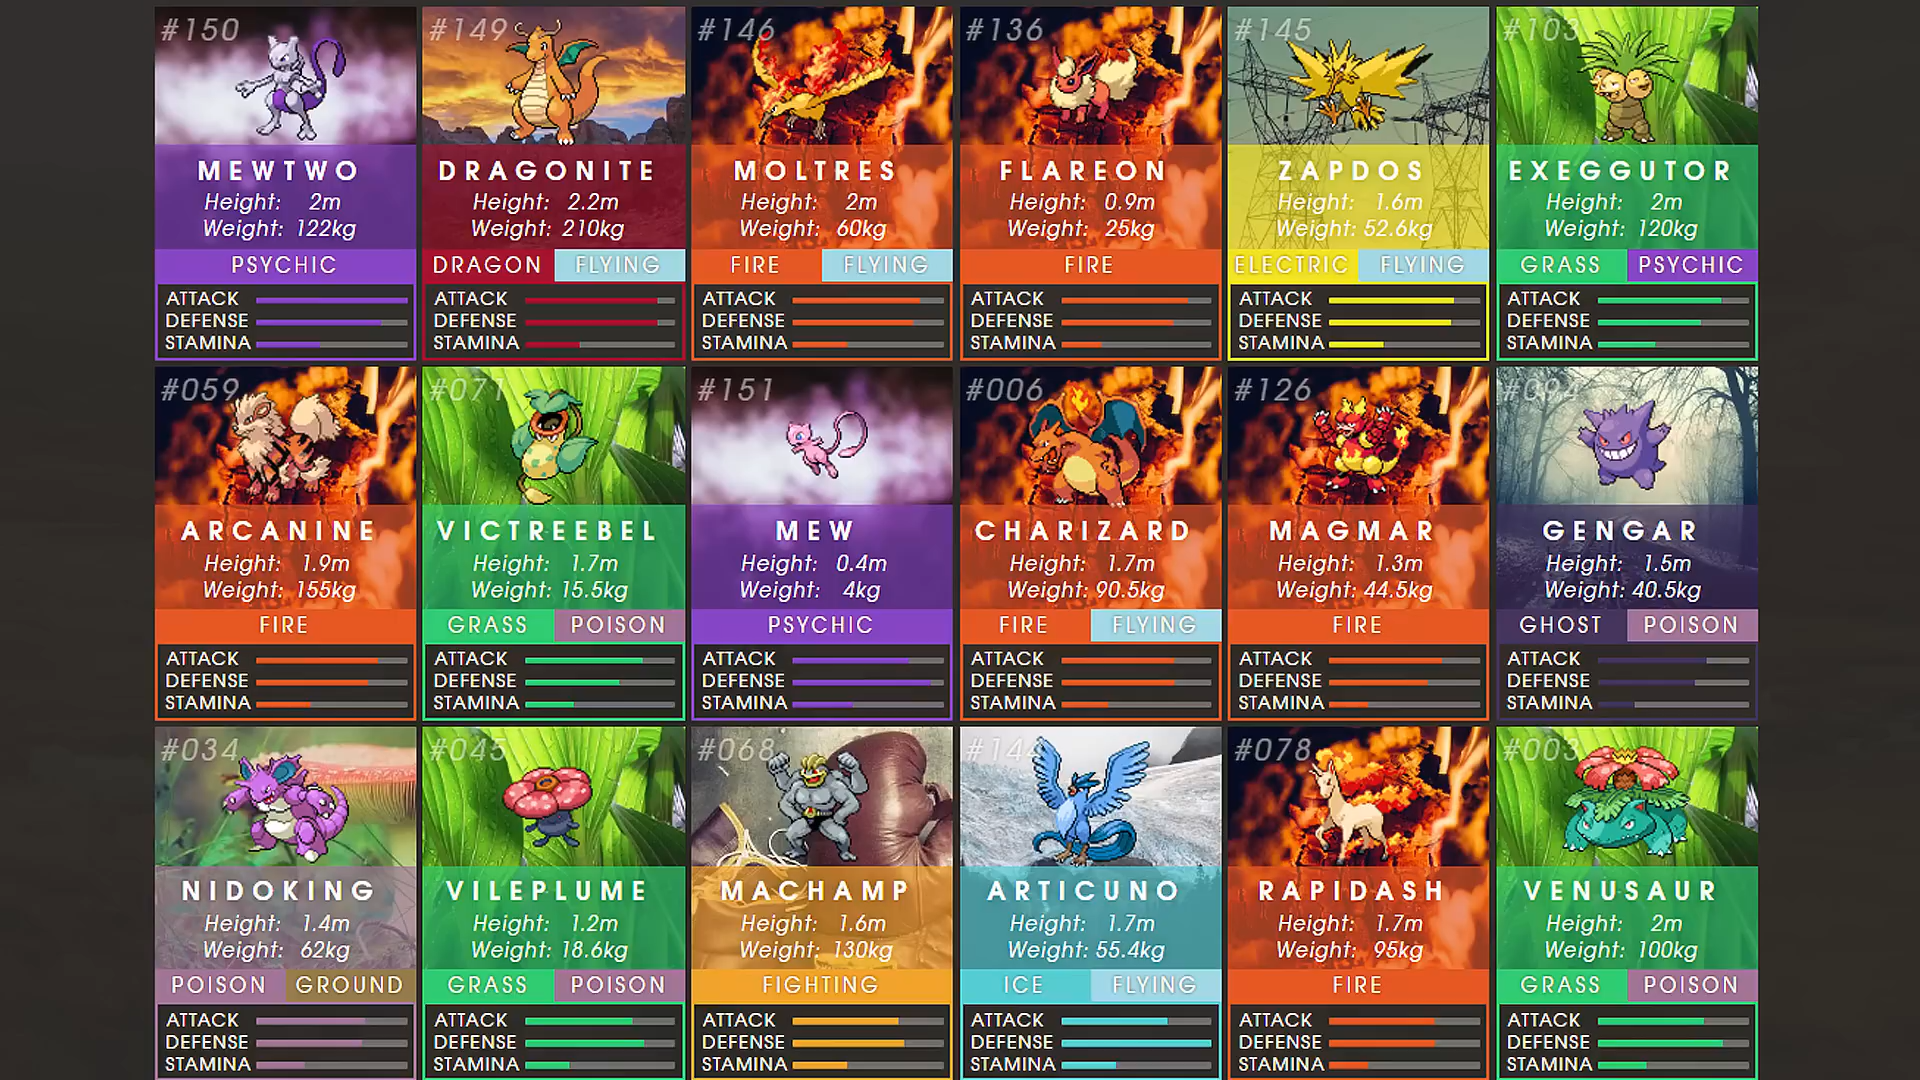 #150
MEWTWO
Height: 2m
Weight: 122kg
PSYCHIC
ATTACK
DEFENSE
STAMINA
#149
DRAGONITE
Height: 2.2m
Weight: 210kg
DRAGON FLYING
ATTACK
DEFENSE
STAMINA
#146
MOLTRES
Height: 2m
Weight: 60kg
FIRE FLYING
ATTACK
DEFENSE
STAMINA
#136
FLAREON
Height: 0.9m
Weight: 25kg
FIRE
ATTACK
DEFENSE
STAMINA
#145
ZAPDOS
Height: 1.6m
Weight: 52.6kg
ELECTRIC FLYING
ATTACK
DEFENSE
STAMINA
#103
EXEGGUTOR
Height: 2m
Weight: 120kg
GRASS PSYCHIC
ATTACK
DEFENSE
STAMINA
#059
ARCANINE
Height: 1.9m
Weight: 155kg
FIRE
ATTACK
DEFENSE
STAMINA
#071
VICTREEBEL
Height: 1.7m
Weight: 15.5kg
GRASS POISON
ATTACK
DEFENSE
STAMINA
#151
MEW
Height: 0.4m
Weight: 4kg
PSYCHIC
ATTACK
DEFENSE
STAMINA
#006
CHARIZARD
Height: 1.7m
Weight: 90.5kg
FIRE FLYING
ATTACK
DEFENSE
STAMINA
#126
MAGMAR
Height: 1.3m
Weight: 44.5kg
FIRE
ATTACK
DEFENSE
STAMINA
#094
GENGAR
Height: 1.5m
Weight: 40.5kg
GHOST POISON
ATTACK
DEFENSE
STAMINA
#034
NIDOKING
Height: 1.4m
Weight: 62kg
POISON GROUND
ATTACK
DEFENSE
STAMINA
#045
VILEPLUME
Height: 1.2m
Weight: 18.6kg
GRASS POISON
ATTACK
DEFENSE
STAMINA
#068
MACHAMP
Height: 1.6m
Weight: 130kg
FIGHTING
ATTACK
DEFENSE
STAMINA
#144
ARTICUNO
Height: 1.7m
Weight: 55.4kg
ICE FLYING
ATTACK
DEFENSE
STAMINA
#078
RAPIDASH
Height: 1.7m
Weight: 95kg
FIRE
ATTACK
DEFENSE
STAMINA
#003
VENUSAUR
Height: 2m
Weight: 100kg
GRASS POISON
ATTACK
DEFENSE
STAMINA